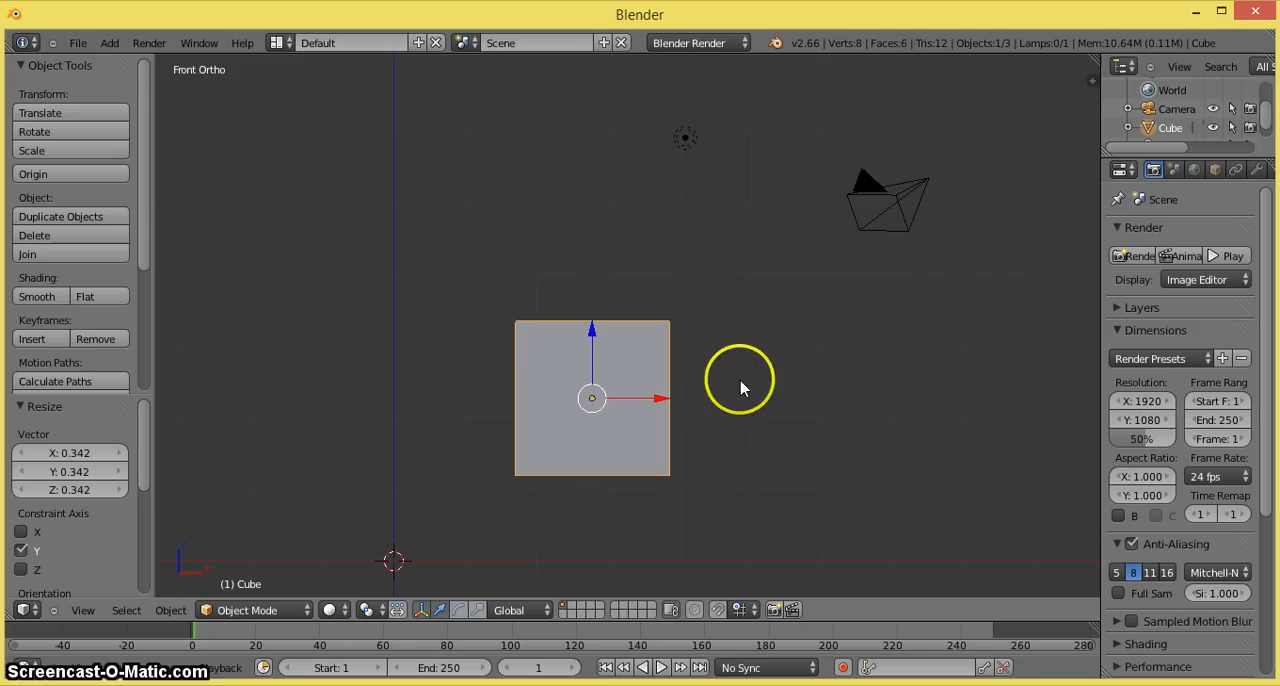 Blender
File Add Render Window Help Default Scene Blender Render v2.66 | Verts:8 | Faces:6 | Tris:12 | Objects:1/3 | Lamps:0/1 | Mem:10.64M (0.11M) | Cube
Object Tools
Transform:
Translate
Rotate
Scale
Origin
Object:
Duplicate Objects
Delete
Join
Shading:
Smooth Flat
Keyframes:
Insert Remove
Motion Paths:
Calculate Paths
Resize
Vector
X: 0.342
Y: 0.342
Z: 0.342
Constraint Axis
X
Y
Z
Orientation
Front Ortho
(1) Cube
View Search All S
World
Camera
Cube
Scene
Render
Rende Anima Play
Display: Image Editor
Layers
Dimensions
Render Presets
Resolution: Frame Rang
X: 1920 Start F: 1
Y: 1080 End: 250
50% Frame: 1
Aspect Ratio: Frame Rate:
X: 1.000 24 fps
Y: 1.000 Time Remap
B C 1 1
Anti-Aliasing
5 8 11 16 Mitchell-N
Full Sam Si: 1.000
Sampled Motion Blur
Shading
Performance
View Select Object Object Mode Global
-40 -20 0 20 40 60 80 100 120 140 160 180 200 220 240 260 280
Playback Start: 1 End: 250 1 No Sync
Screencast-O-Matic.com